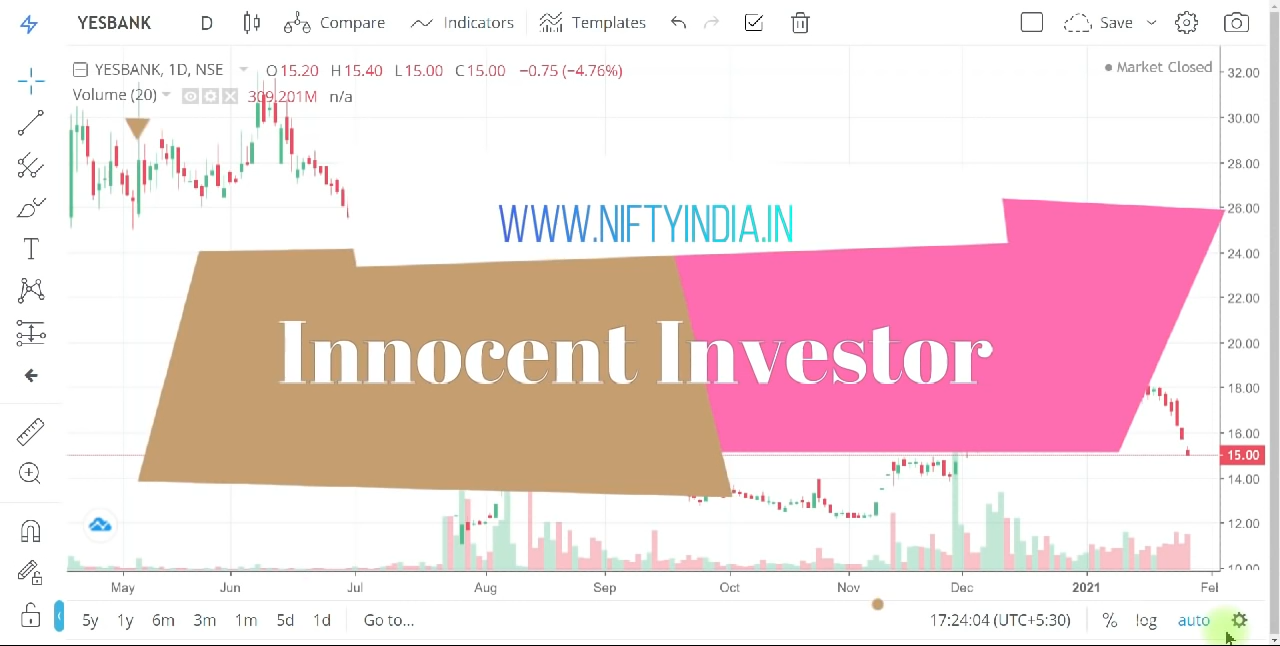 YESBANK D Compare Indicators Templates Save
YESBANK, 1D, NSE O15.20 H15.40 L15.00 C15.00 −0.75 (−4.76%) Market Closed
Volume (20) 309.201M n/a
32.00
30.00
28.00
26.00
24.00
22.00
20.00
18.00
16.00
15.00
14.00
12.00
10.00
WWW.NIFTYINDIA.IN
Innocent Investor
May Jun Jul Aug Sep Oct Nov Dec 2021 Fel
5y 1y 6m 3m 1m 5d 1d Go to... 17:24:04 (UTC+5:30) % log auto